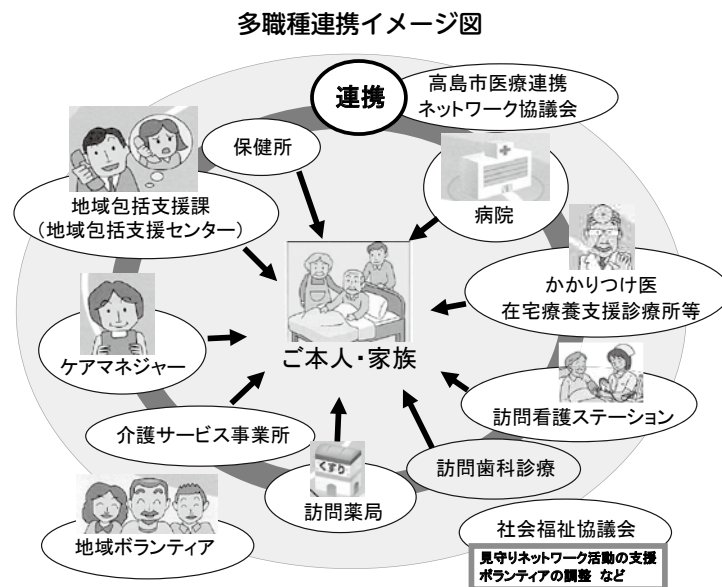 多職種連携イメージ図
連携
高島市医療連携
ネットワーク協議会
保健所
病院
地域包括支援課
(地域包括支援センター)
かかりつけ医
在宅療養支援診療所等
ケアマネジャー
ご本人・家族
訪問看護ステーション
介護サービス事業所
訪問歯科診療
くすり
訪問薬局
地域ボランティア
社会福祉協議会
見守りネットワーク活動の支援
ボランティアの調整 など